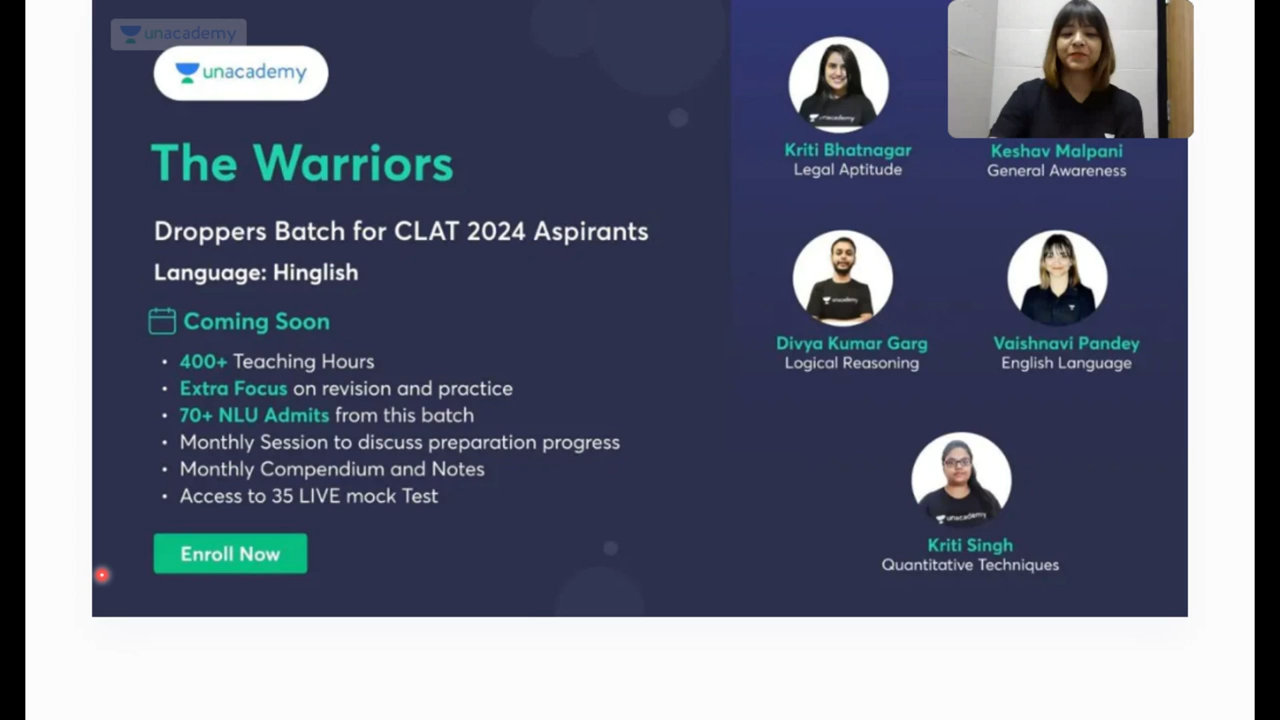 unacademy
unacademy
The Warriors
Droppers Batch for CLAT 2024 Aspirants
Language: Hinglish
Coming Soon
• 400+ Teaching Hours
• Extra Focus on revision and practice
• 70+ NLU Admits from this batch
• Monthly Session to discuss preparation progress
• Monthly Compendium and Notes
• Access to 35 LIVE mock Test
Enroll Now
unacademy
Kriti Bhatnagar
Legal Aptitude
Keshav Malpani
General Awareness
unacademy
Divya Kumar Garg
Logical Reasoning
Vaishnavi Pandey
English Language
unacademy
Kriti Singh
Quantitative Techniques